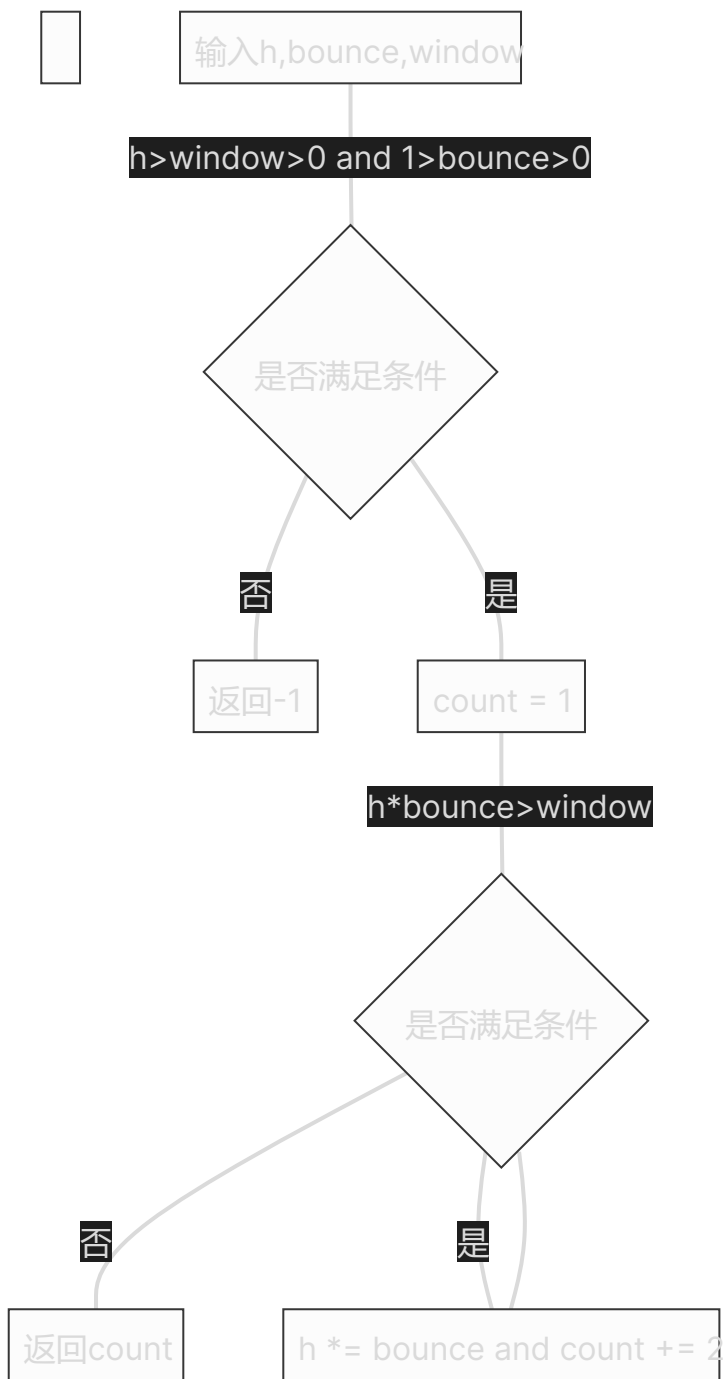 输入h,bounce,window
h>window>0 and 1>bounce>0
是否满足条件
否
是
返回-1
count = 1
h*bounce>window
是否满足条件
否
是
返回count
h *= bounce and count += 2